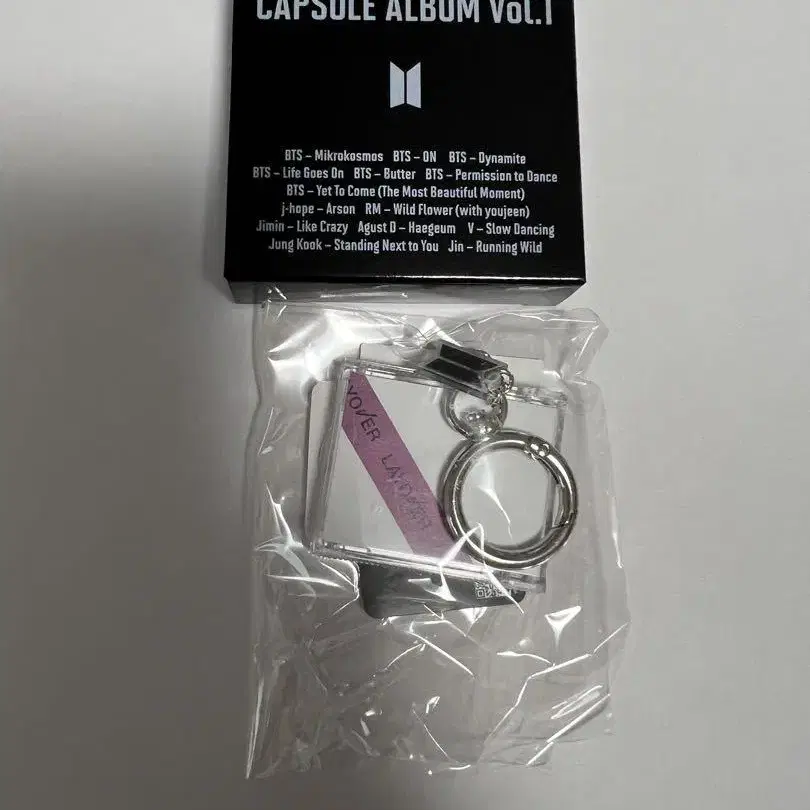 CAPSULE ALBUM Vol.1
BTS – Mikrokosmos BTS – ON BTS – Dynamite
BTS – Life Goes On BTS – Butter BTS – Permission to Dance
BTS – Yet To Come (The Most Beautiful Moment)
j-hope – Arson RM – Wild Flower (with youjeen)
Jimin – Like Crazy Agust D – Haegeum V – Slow Dancing
Jung Kook – Standing Next to You Jin – Running Wild
YOVER LAYOVER